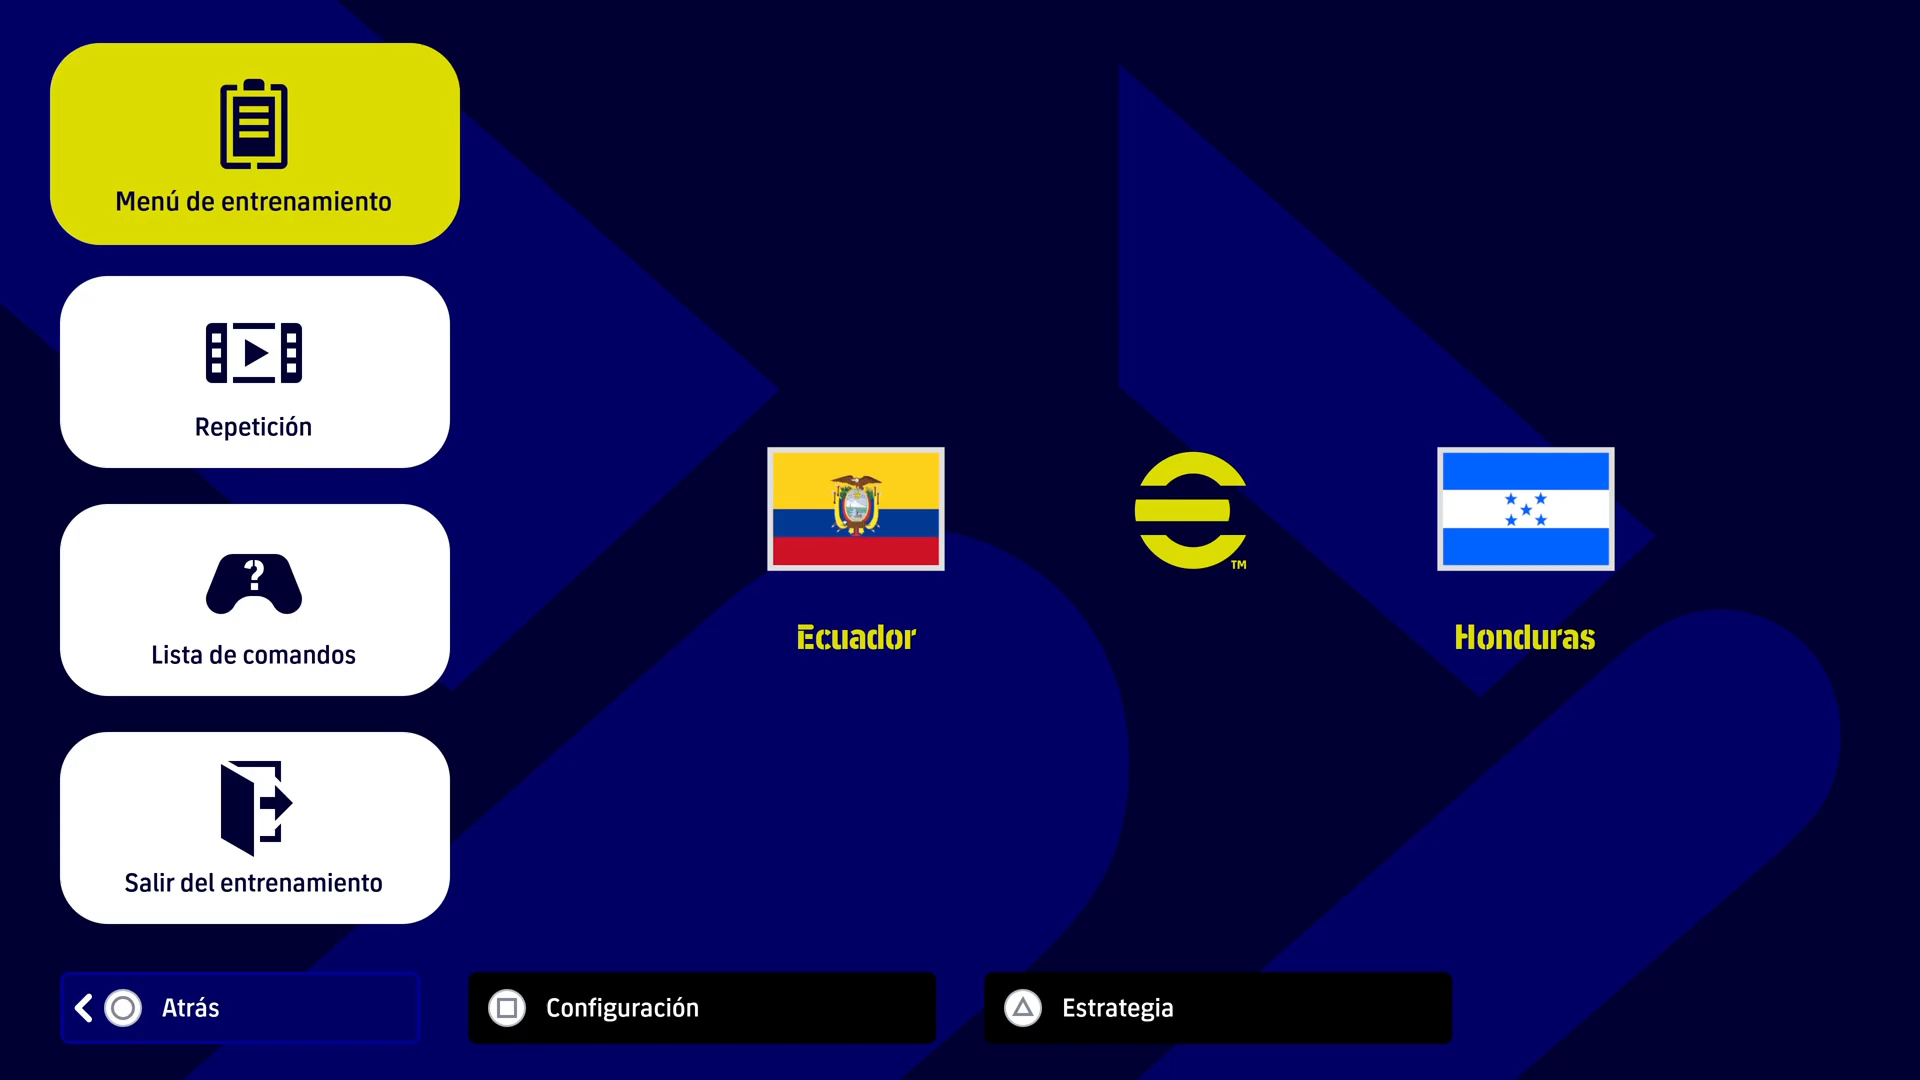 Menú de entrenamiento
Repetición
Lista de comandos
Salir del entrenamiento
Ecuador
TM
Honduras
Atrás
Configuración
Estrategia